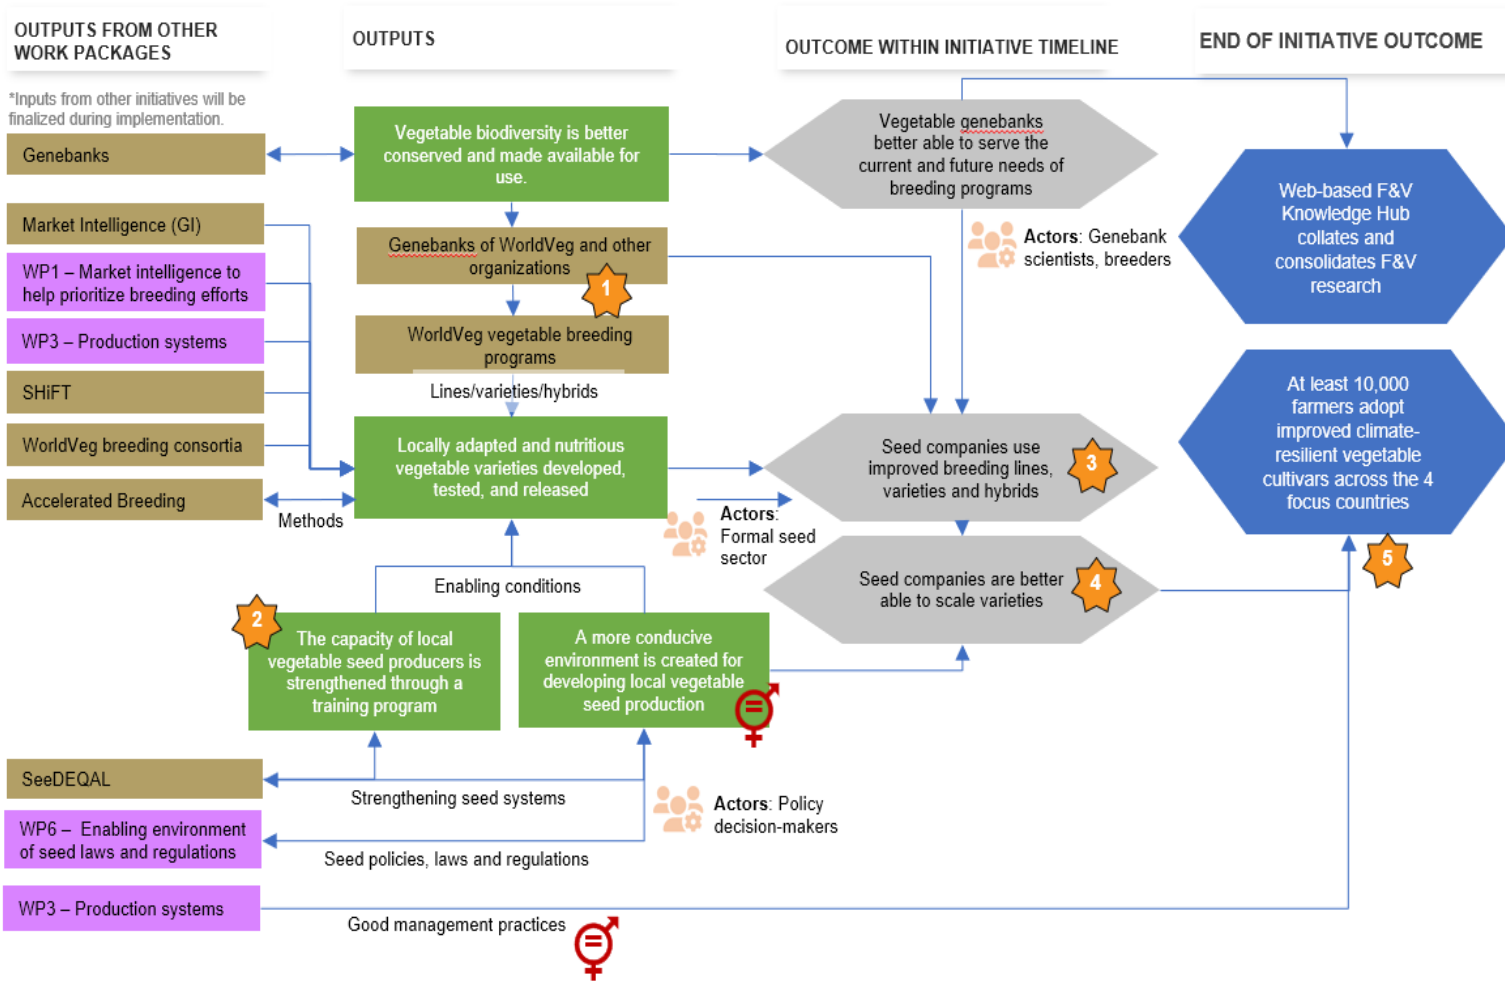 OUTPUTS FROM OTHER
WORK PACKAGES
OUTPUTS
OUTCOME WITHIN INITIATIVE TIMELINE
END OF INITIATIVE OUTCOME
*Inputs from other initiatives will be
finalized during implementation.
Genebanks
Market Intelligence (GI)
WP1 – Market intelligence to
help prioritize breeding efforts
WP3 – Production systems
SHiFT
WorldVeg breeding consortia
Accelerated Breeding
Methods
Vegetable biodiversity is better
conserved and made available for
use.
Genebanks of WorldVeg and other
organizations
1
WorldVeg vegetable breeding
programs
Lines/varieties/hybrids
Locally adapted and nutritious
vegetable varieties developed,
tested, and released
Enabling conditions
2
The capacity of local
vegetable seed producers is
strengthened through a
training program
A more conducive
environment is created for
developing local vegetable
seed production
Vegetable genebanks
better able to serve the
current and future needs of
breeding programs
Actors: Genebank
scientists, breeders
Seed companies use
improved breeding lines,
varieties and hybrids
3
Actors:
Formal seed
sector
Seed companies are better
able to scale varieties
4
Web-based F&V
Knowledge Hub
collates and
consolidates F&V
research
At least 10,000
farmers adopt
improved climate-
resilient vegetable
cultivars across the 4
focus countries
5
SeeDEQAL
Strengthening seed systems
Actors: Policy
decision-makers
WP6 – Enabling environment
of seed laws and regulations
Seed policies, laws and regulations
WP3 – Production systems
Good management practices